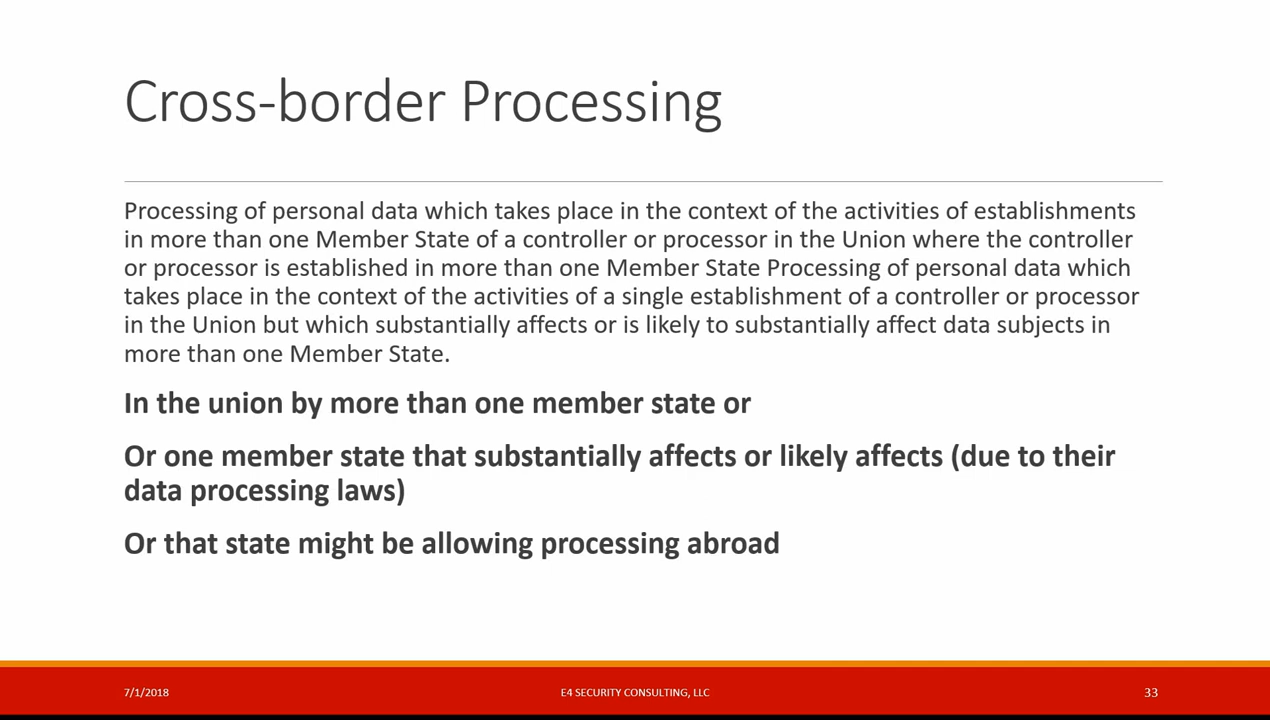 Cross-border Processing
Processing of personal data which takes place in the context of the activities of establishments
in more than one Member State of a controller or processor in the Union where the controller
or processor is established in more than one Member State Processing of personal data which
takes place in the context of the activities of a single establishment of a controller or processor
in the Union but which substantially affects or is likely to substantially affect data subjects in
more than one Member State.
In the union by more than one member state or
Or one member state that substantially affects or likely affects (due to their
data processing laws)
Or that state might be allowing processing abroad
7/1/2018
E4 SECURITY CONSULTING, LLC
33